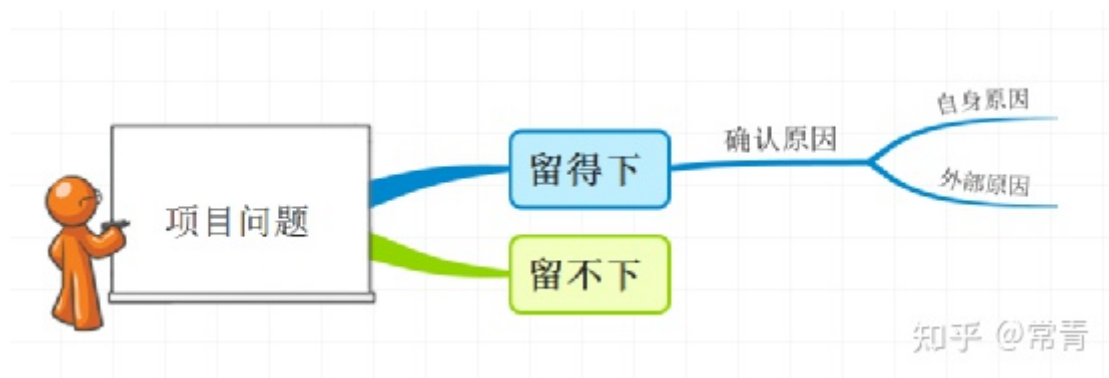 项目问题
留得下
确认原因
自身原因
外部原因
留不下
知乎 @常青